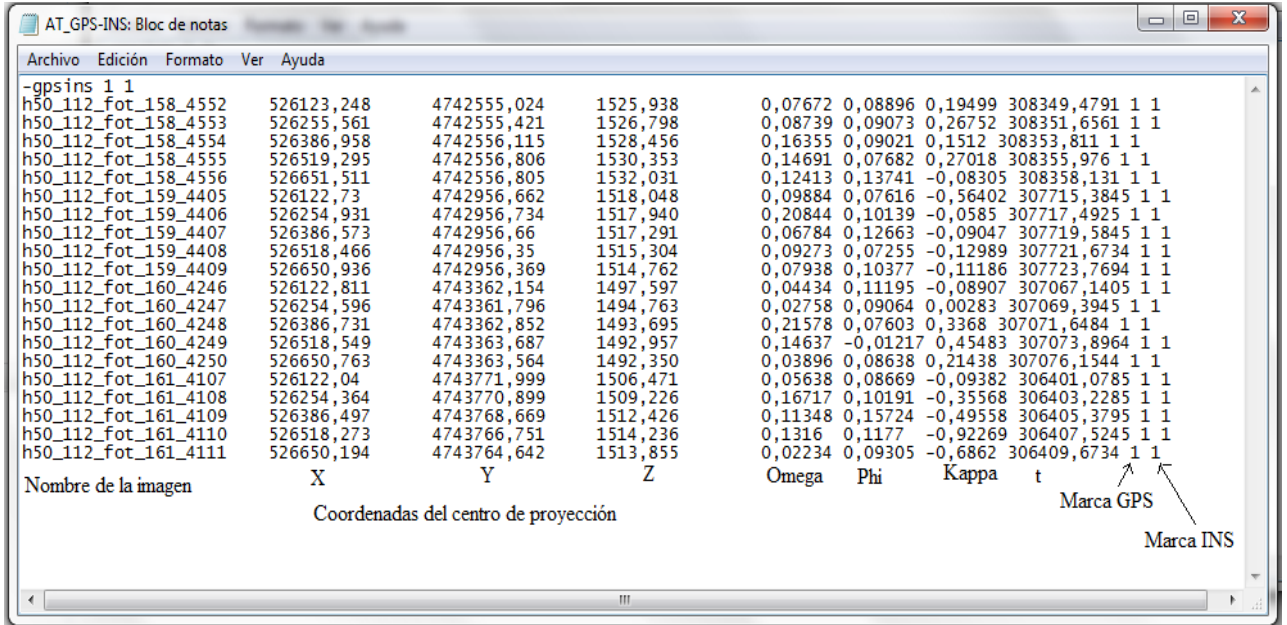 AT_GPS-INS: Bloc de notas
Archivo Edición Formato Ver Ayuda
-gpsins 1 1
h50_112_fot_158_4552 526123,248 4742555,024 1525,938 0,07672 0,08896 0,19499 308349,4791 1 1
h50_112_fot_158_4553 526255,561 4742555,421 1526,798 0,08739 0,09073 0,26752 308351,6561 1 1
h50_112_fot_158_4554 526386,958 4742556,115 1528,456 0,16355 0,09021 0,1512 308353,811 1 1
h50_112_fot_158_4555 526519,295 4742556,806 1530,353 0,14691 0,07682 0,27018 308355,976 1 1
h50_112_fot_158_4556 526651,511 4742556,805 1532,031 0,12413 0,13741 -0,08305 308358,131 1 1
h50_112_fot_159_4405 526122,73 4742956,662 1518,048 0,09884 0,07616 -0,56402 307715,3845 1 1
h50_112_fot_159_4406 526254,931 4742956,734 1517,940 0,20844 0,10139 -0,0585 307717,4925 1 1
h50_112_fot_159_4407 526386,573 4742956,66 1517,291 0,06784 0,12663 -0,09047 307719,5845 1 1
h50_112_fot_159_4408 526518,466 4742956,35 1515,304 0,09273 0,07255 -0,12989 307721,6734 1 1
h50_112_fot_159_4409 526650,936 4742956,369 1514,762 0,07938 0,10377 -0,11186 307723,7694 1 1
h50_112_fot_160_4246 526122,811 4743362,154 1497,597 0,04434 0,11195 -0,08907 307067,1405 1 1
h50_112_fot_160_4247 526254,596 4743361,796 1494,763 0,02758 0,09064 0,00283 307069,3945 1 1
h50_112_fot_160_4248 526386,731 4743362,852 1493,695 0,21578 0,07603 0,3368 307071,6484 1 1
h50_112_fot_160_4249 526518,549 4743363,687 1492,957 0,14637 -0,01217 0,45483 307073,8964 1 1
h50_112_fot_160_4250 526650,763 4743363,564 1492,350 0,03896 0,08638 0,21438 307076,1544 1 1
h50_112_fot_161_4107 526122,04 4743771,999 1506,471 0,05638 0,08669 -0,09382 306401,0785 1 1
h50_112_fot_161_4108 526254,364 4743770,899 1509,226 0,16717 0,10191 -0,35568 306403,2285 1 1
h50_112_fot_161_4109 526386,497 4743768,669 1512,426 0,11348 0,15724 -0,49558 306405,3795 1 1
h50_112_fot_161_4110 526518,273 4743766,751 1514,236 0,1316 0,1177 -0,92269 306407,5245 1 1
h50_112_fot_161_4111 526650,194 4743764,642 1513,855 0,02234 0,09305 -0,6862 306409,6734 1 1
Nombre de la imagen X Y Z Omega Phi Kappa t
Marca GPS
Coordenadas del centro de proyección
Marca INS